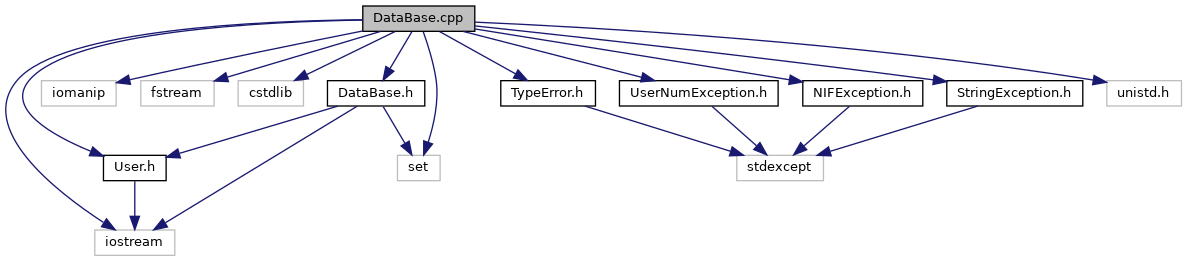 DataBase.cpp
iomanip
fstream
cstdlib
DataBase.h
TypeError.h
UserNumException.h
NIFException.h
StringException.h
unistd.h
User.h
set
stdexcept
iostream